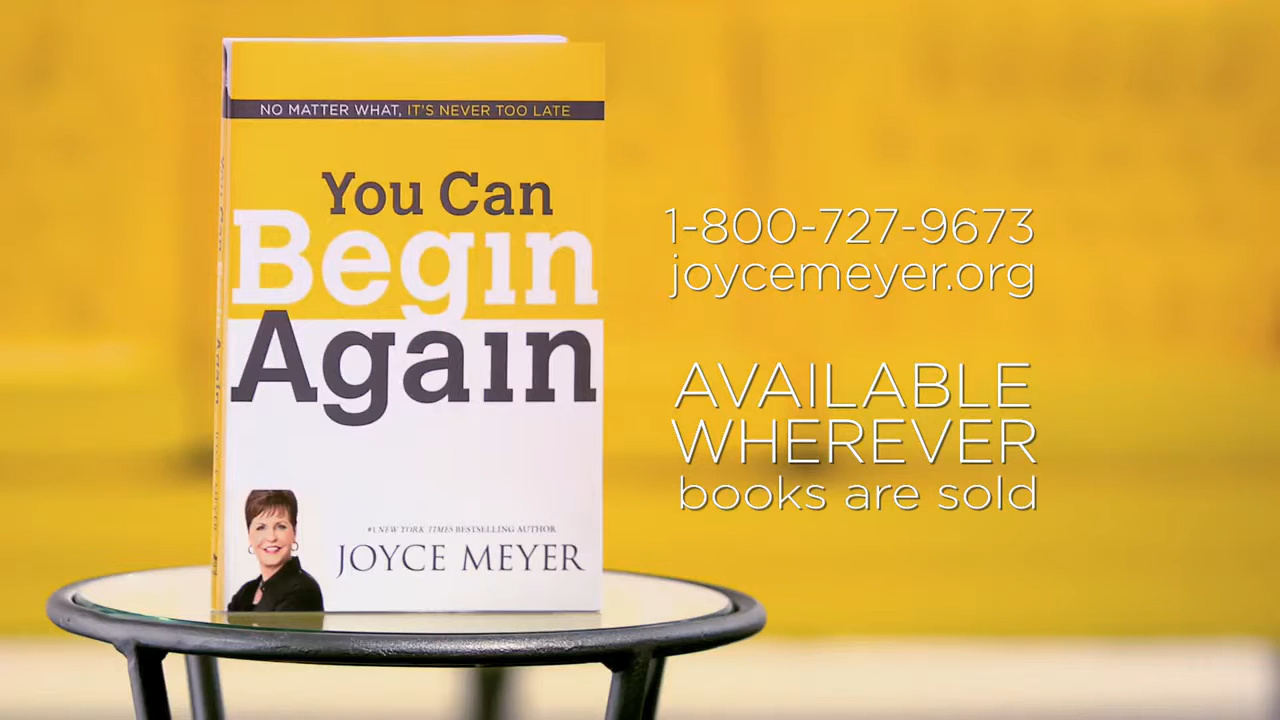 NO MATTER WHAT, IT'S NEVER TOO LATE
You Can
Begin
Again
#1 NEW YORK TIMES BESTSELLING AUTHOR
JOYCE MEYER
1-800-727-9673
joycemeyer.org
AVAILABLE
WHEREVER
books are sold